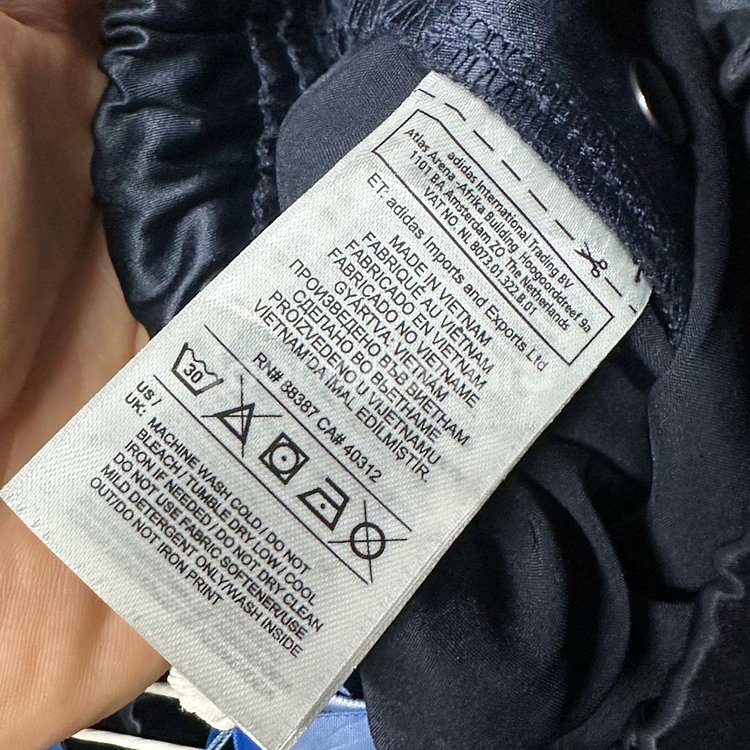 adidas International Trading BV
Atlas Arena -Afrika Building, Hoogoorddreef 9a
1101 BA Amsterdam ZO The Netherlands
VAT NO. NL 8073.01.322.B.01
ET: adidas Imports and Exports Ltd
MADE IN VIETNAM
FABRIQUÉ AU VIÊTNAM
FABRICADO EN VIETNAM
FABRICADO NO VIETNAME
GYÁRTVA: VIETNAM
ПРОИЗВЕДЕНО ВЪВ ВИЕТНАМ
СДЕЛАНО ВО ВЬЕТНАМЕ
PROIZVEDENO U VIJETNAMU
VIETNAM'DA IMAL EDİLMİŞTİR.
RN# 88387 CA# 40312
30
US /
UK: MACHINE WASH COLD / DO NOT
BLEACH / TUMBLE DRY LOW / COOL
IRON IF NEEDED / DO NOT DRY CLEAN
DO NOT USE FABRIC SOFTENER/USE
MILD DETERGENT ONLY/WASH INSIDE
OUT/DO NOT IRON PRINT